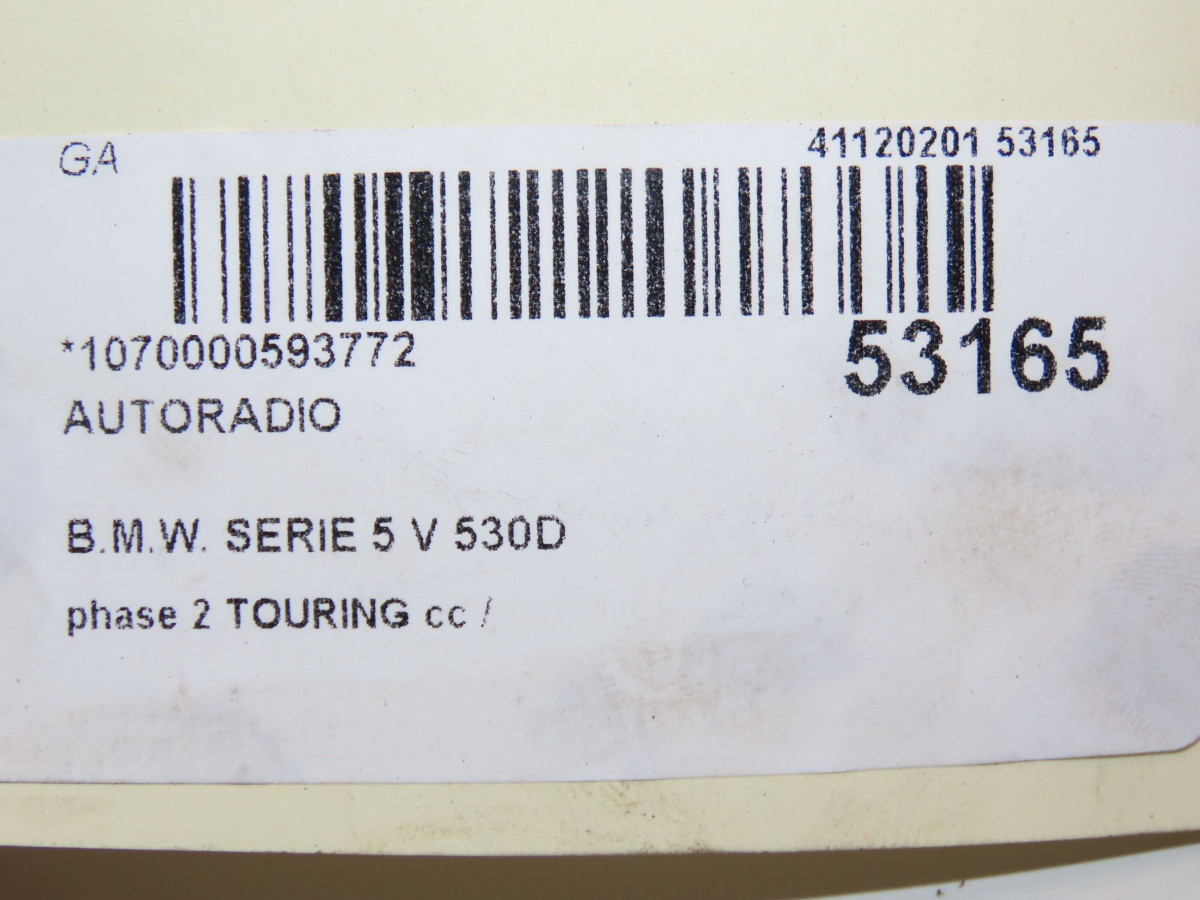 GA
41120201 53165
*1070000593772
53165
AUTORADIO
B.M.W. SERIE 5 V 530D
phase 2 TOURING cc /